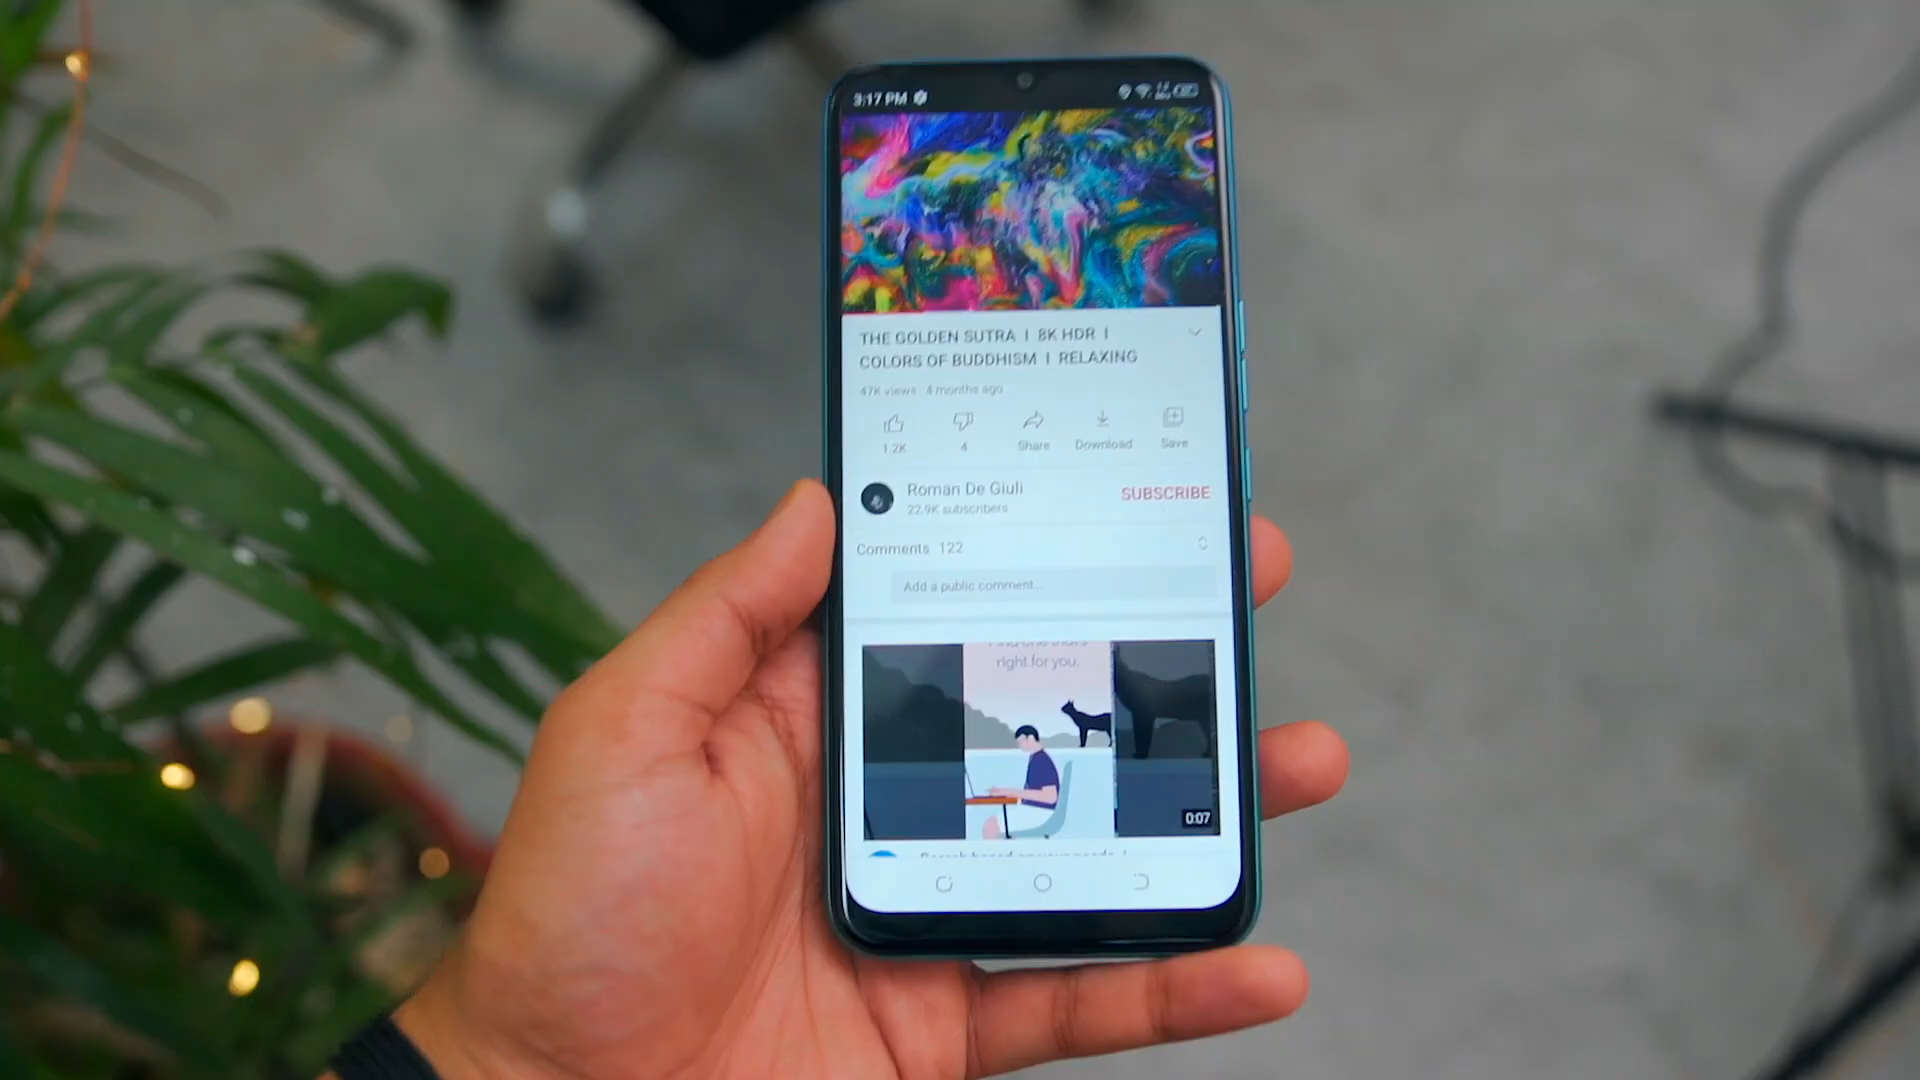 3:17 PM
THE GOLDEN SUTRA I 8K HDR I
COLORS OF BUDDHISM I RELAXING
47K views 4 months ago
1.2K
4
Share
Download
Save
Roman De Giuli
22.9K subscribers
SUBSCRIBE
Comments 122
Add a public comment...
right for you.
0:07